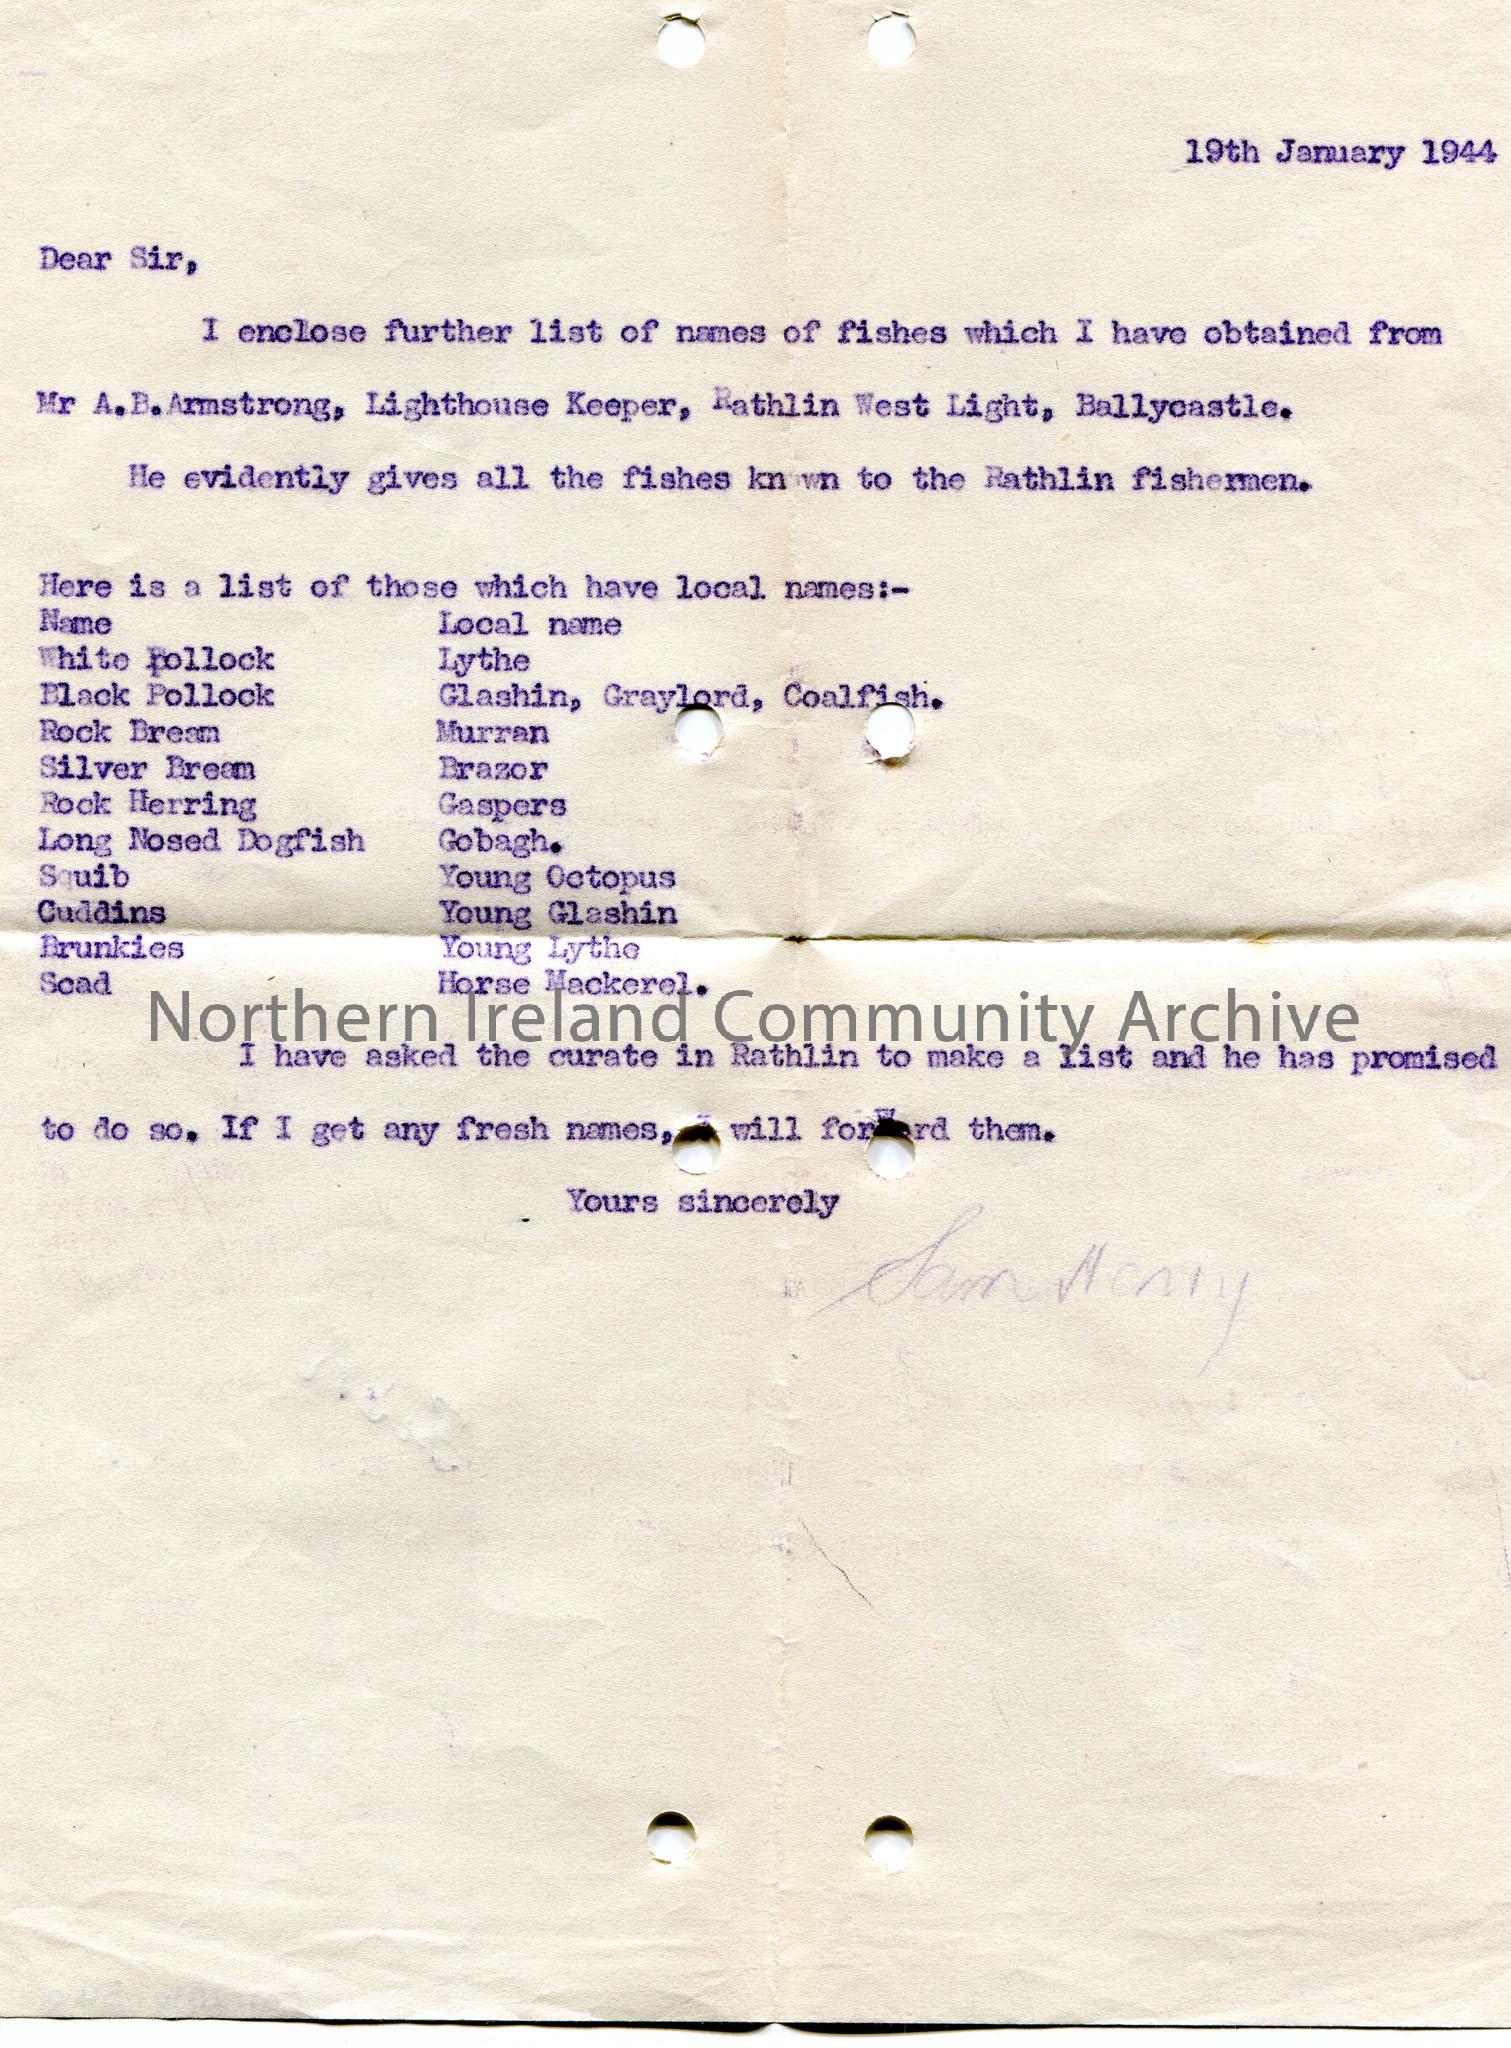 19th January 1944
Dear Sir,
I enclose further list of names of fishes which I have obtained from
Mr A.B.Armstrong, Lighthouse Keeper, Rathlin West Light, Ballycastle.
He evidently gives all the fishes known to the Rathlin fishermen.
Here is a list of those which have local names:-
Name Local name
White Pollock Lythe
Black Pollock Glashin, Graylord, Coalfish.
Rock Bream Murran
Silver Bream Brazor
Rock Herring Gaspers
Long Nosed Dogfish Gobagh.
Squib Young Octopus
Cuddins Young Glashin
Brunkies Young Lythe
Scad Horse Mackerel.
Northern Ireland Community Archive
I have asked the curate in Rathlin to make a list and he has promised
to do so. If I get any fresh names, I will forward them.
Yours sincerely
Sam Henry